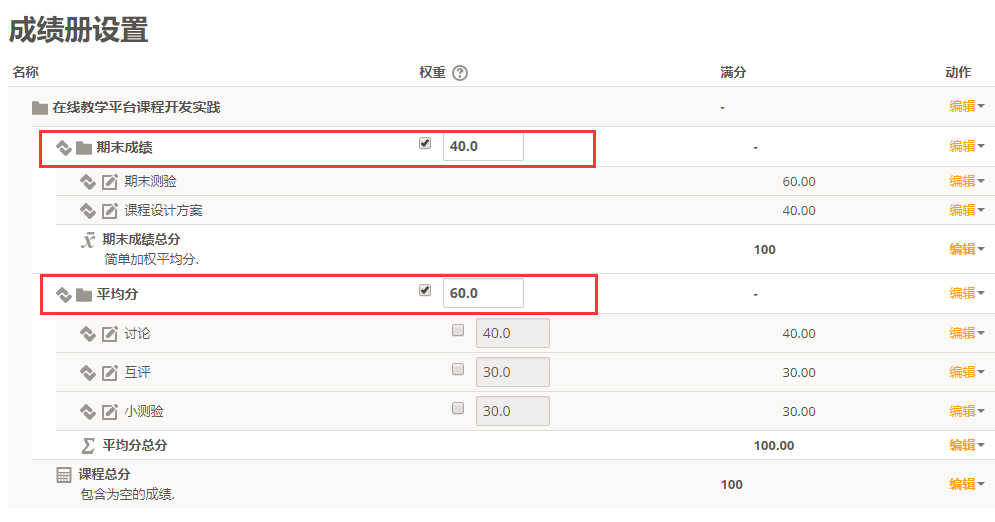 成绩册设置
名称 权重 ? 满分 动作
在线教学平台课程开发实践 - 编辑
期末成绩 40.0 - 编辑
期末测验 60.00 编辑
课程设计方案 40.00 编辑
x̄ 期末成绩总分 100 编辑
简单加权平均分.
平均分 60.0 - 编辑
讨论 40.0 40.00 编辑
互评 30.0 30.00 编辑
小测验 30.0 30.00 编辑
Σ 平均分总分 100.00 编辑
课程总分 100 编辑
包含为空的成绩.